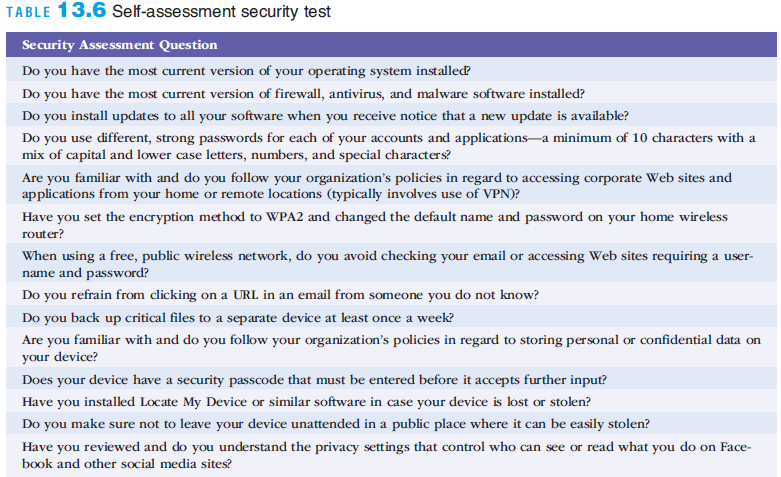 TABLE 13.6 Self-assessment security test
Security Assessment Question
Do you have the most current version of your operating system installed?
Do you have the most current version of firewall, antivirus, and malware software installed?
Do you install updates to all your software when you receive notice that a new update is available?
Do you use different, strong passwords for each of your accounts and applications—a minimum of 10 characters with a
mix of capital and lower case letters, numbers, and special characters?
Are you familiar with and do you follow your organization's policies in regard to accessing corporate Web sites and
applications from your home or remote locations (typically involves use of VPN)?
Have you set the encryption method to WPA2 and changed the default name and password on your home wireless
router?
When using a free, public wireless network, do you avoid checking your email or accessing Web sites requiring a user-
name and password?
Do you refrain from clicking on a URL in an email from someone you do not know?
Do you back up critical files to a separate device at least once a week?
Are you familiar with and do you follow your organization's policies in regard to storing personal or confidential data on
your device?
Does your device have a security passcode that must be entered before it accepts further input?
Have you installed Locate My Device or similar software in case your device is lost or stolen?
Do you make sure not to leave your device unattended in a public place where it can be easily stolen?
Have you reviewed and do you understand the privacy settings that control who can see or read what you do on Face-
book and other social media sites?